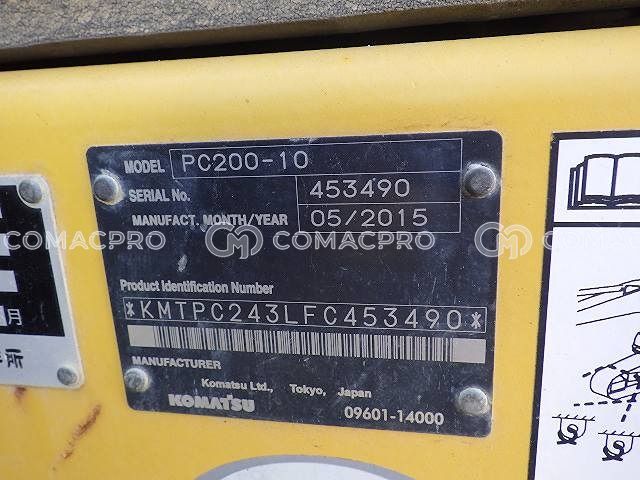 MODEL PC200-10
SERIAL No. 453490
MANUFACT. MONTH/YEAR 05/2015
COMACPRO COMACPRO COMACPRO
Product Identification Number
*KMTPC243LFC453490*
MANUFACTURER
Komatsu Ltd., Tokyo, Japan
KOMATSU 09601-14000
月
所